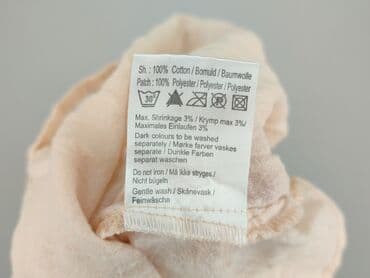 Sh. : 100% Cotton / Bomuld / Baumwolle
Patch : 100% Polyester / Polyester / Polyester
30°
Max. Shrinkage 3% / Krymp max 3%/
Maximales Einlaufen 3%
Dark colours to be washed
separately / Mørke farver vaskes
separate / Dunkle Farben
separat waschen
Do not iron / Må ikke stryges/
Nicht bügeln
Gentle wash / Skånevask /
Feinwäsche